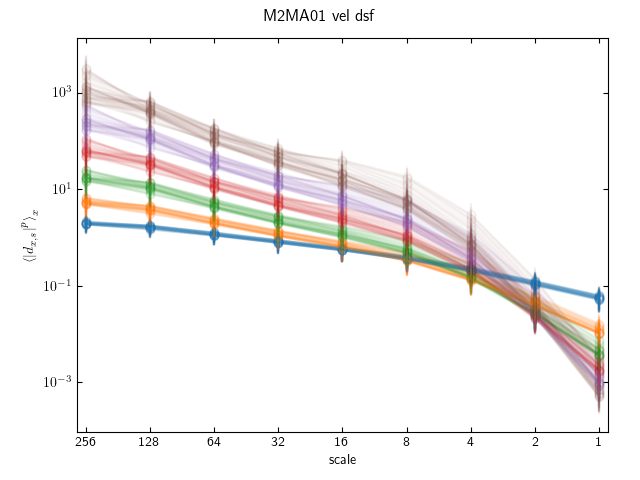 M2MA01 vel dsf
⟨|d_{x,s}|^p⟩_x
10^3
10^1
10^{-1}
10^{-3}
256 128 64 32 16 8 4 2 1
scale